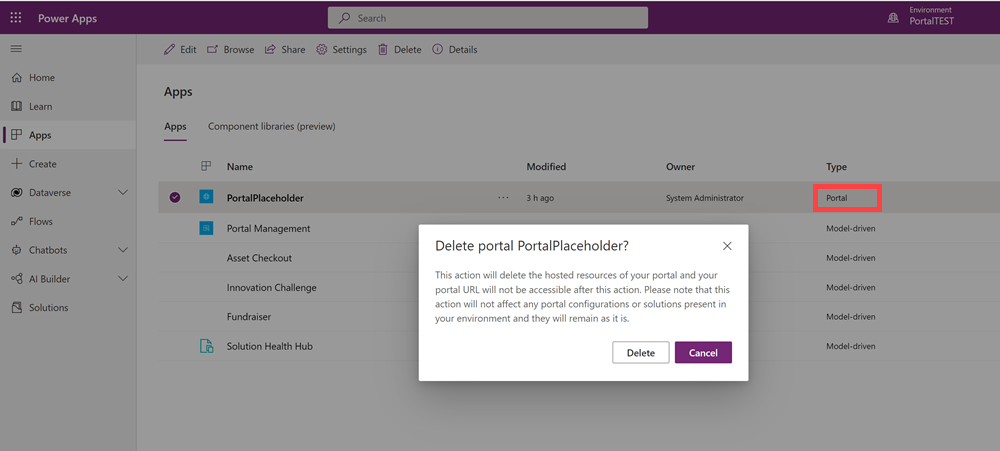 Power Apps
Search
Environment
PortalTEST
Edit
Browse
Share
Settings
Delete
Details
Home
Learn
Apps
Create
Dataverse
Flows
Chatbots
AI Builder
Solutions
Apps
Apps
Component libraries (preview)
Name
Modified
Owner
Type
PortalPlaceholder
3 h ago
System Administrator
Portal
Portal Management
Model-driven
Asset Checkout
Model-driven
Innovation Challenge
Model-driven
Fundraiser
Model-driven
Solution Health Hub
Model-driven
Delete portal PortalPlaceholder?
This action will delete the hosted resources of your portal and your
portal URL will not be accessible after this action. Please note that this
action will not affect any portal configurations or solutions present in
your environment and they will remain as it is.
Delete
Cancel